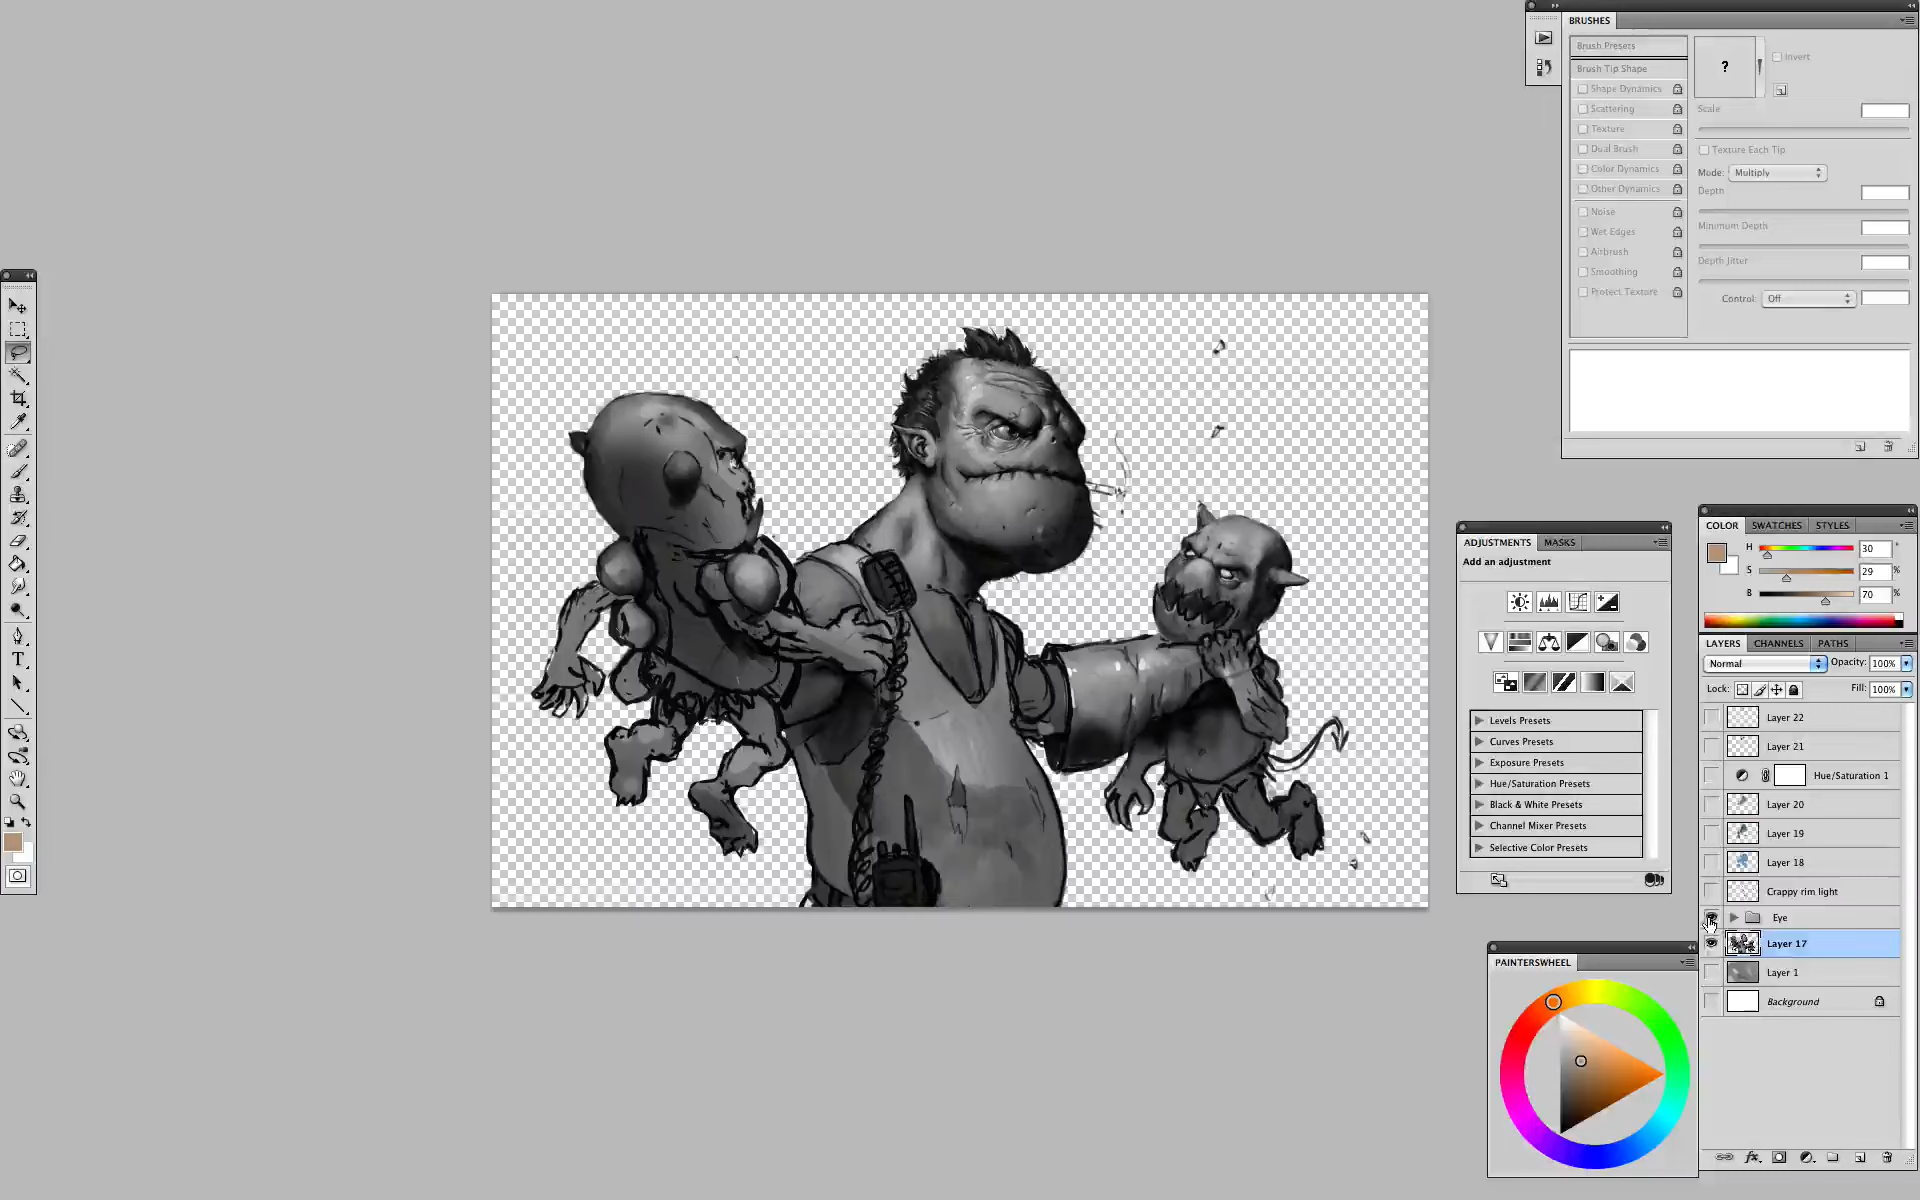 BRUSHES
Brush Presets
Brush Tip Shape
Shape Dynamics
Scattering
Texture
Dual Brush
Color Dynamics
Other Dynamics
Noise
Wet Edges
Airbrush
Smoothing
Protect Texture
?
Invert
Scale
Texture Each Tip
Mode: Multiply
Depth
Minimum Depth
Depth Jitter
Control: Off
ADJUSTMENTS MASKS
Add an adjustment
Levels Presets
Curves Presets
Exposure Presets
Hue/Saturation Presets
Black & White Presets
Channel Mixer Presets
Selective Color Presets
COLOR SWATCHES STYLES
H 30 °
S 29 %
B 70 %
LAYERS CHANNELS PATHS
Normal Opacity: 100%
Lock: Fill: 100%
Layer 22
Layer 21
Hue/Saturation 1
Layer 20
Layer 19
Layer 18
Crappy rim light
Eye
Layer 17
Layer 1
Background
PAINTERSWHEEL
T
fx